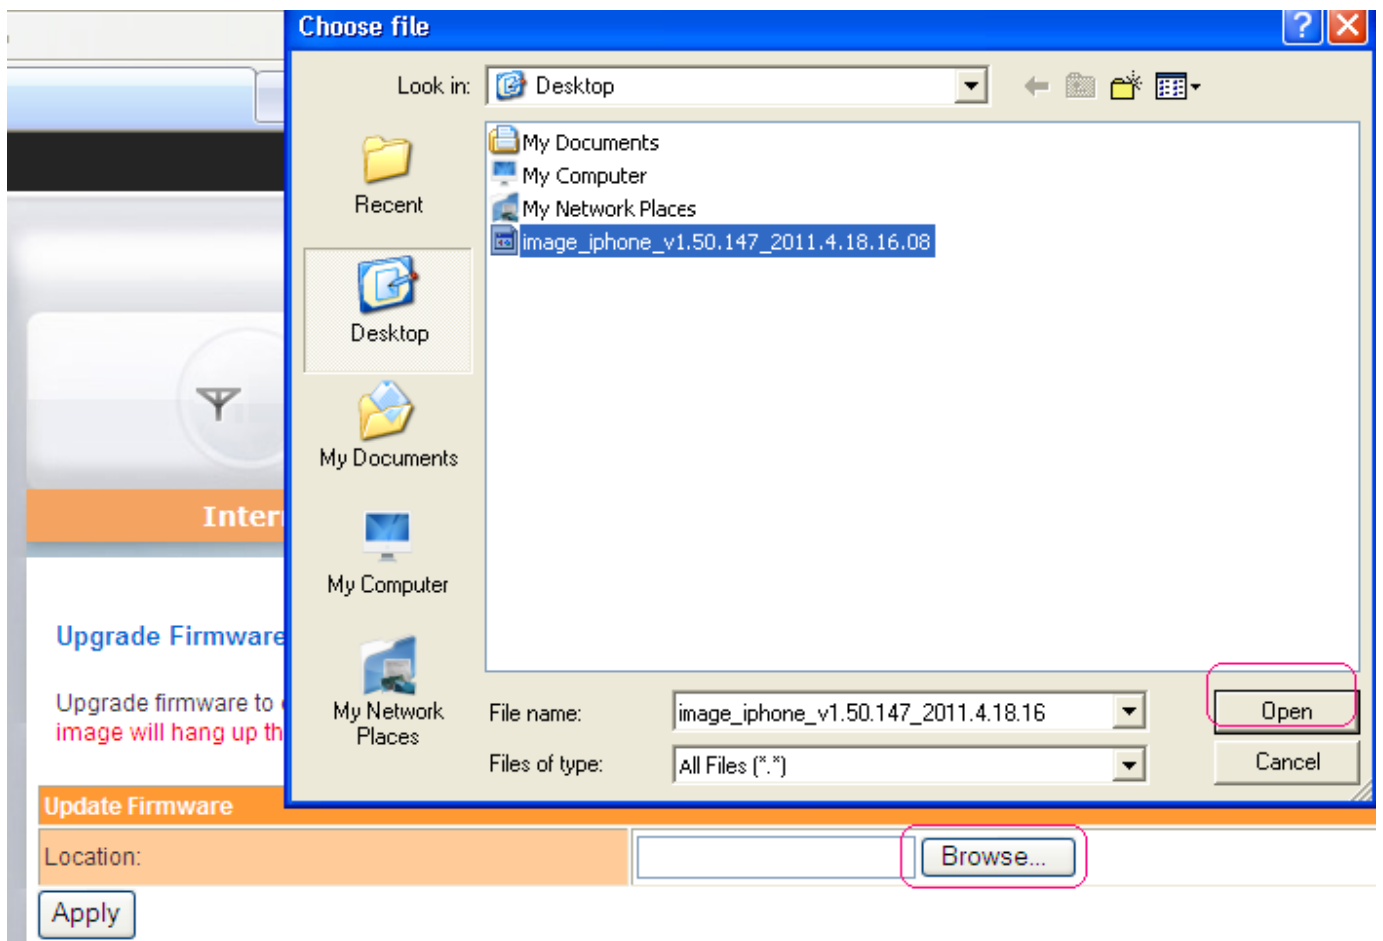 Choose file
Look in:
Desktop
My Documents
My Computer
My Network Places
image_iphone_v1.50.147_2011.4.18.16.08
Recent
Desktop
My Documents
My Computer
My Network
Places
File name:
image_iphone_v1.50.147_2011.4.18.16
Open
Files of type:
All Files (*.*)
Cancel
Inter
Upgrade Firmware
Upgrade firmware to
image will hang up th
Update Firmware
Location:
Browse...
Apply